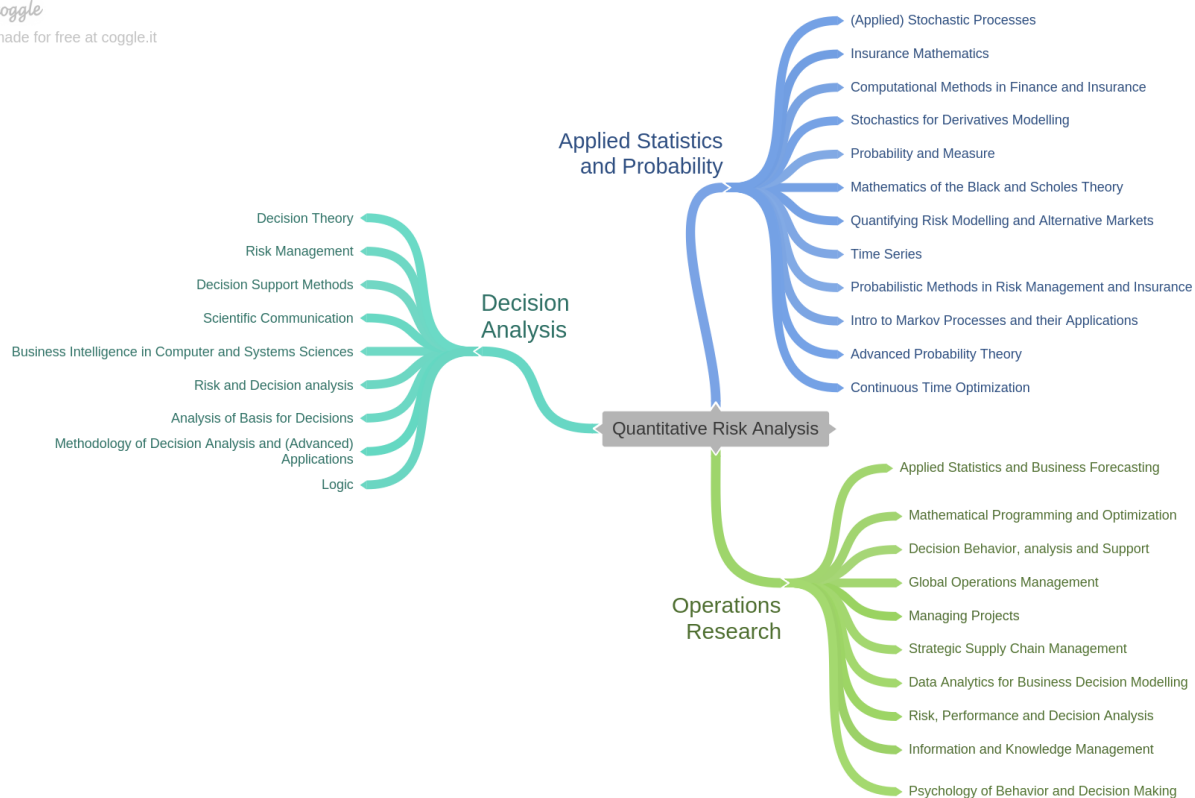 oggle
made for free at coggle.it
(Applied) Stochastic Processes
Insurance Mathematics
Computational Methods in Finance and Insurance
Stochastics for Derivatives Modelling
Applied Statistics
and Probability
Probability and Measure
Mathematics of the Black and Scholes Theory
Quantifying Risk Modelling and Alternative Markets
Time Series
Probabilistic Methods in Risk Management and Insurance
Intro to Markov Processes and their Applications
Advanced Probability Theory
Continuous Time Optimization
Decision Theory
Risk Management
Decision Support Methods
Scientific Communication
Business Intelligence in Computer and Systems Sciences
Risk and Decision analysis
Analysis of Basis for Decisions
Methodology of Decision Analysis and (Advanced)
Applications
Logic
Decision
Analysis
Quantitative Risk Analysis
Operations
Research
Applied Statistics and Business Forecasting
Mathematical Programming and Optimization
Decision Behavior, analysis and Support
Global Operations Management
Managing Projects
Strategic Supply Chain Management
Data Analytics for Business Decision Modelling
Risk, Performance and Decision Analysis
Information and Knowledge Management
Psychology of Behavior and Decision Making